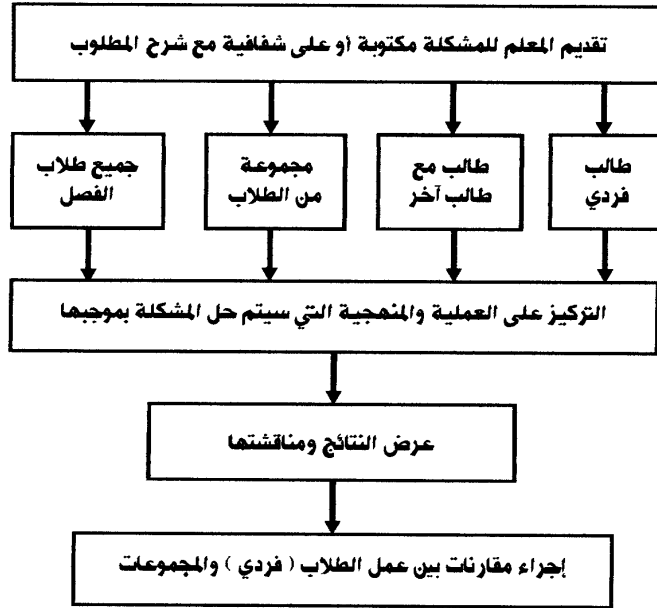 تقديم المعلم للمشكلة مكتوبة أو على شفافية مع شرح المطلوب
طالب
فردي
طالب مع
طالب آخر
مجموعة
من الطلاب
جميع طلاب
الفصل
التركيز على العملية والمنهجية التي سيتم حل المشكلة بموجبها
عرض النتائج ومناقشتها
إجراء مقارنات بين عمل الطلاب ( فردي ) والمجموعات